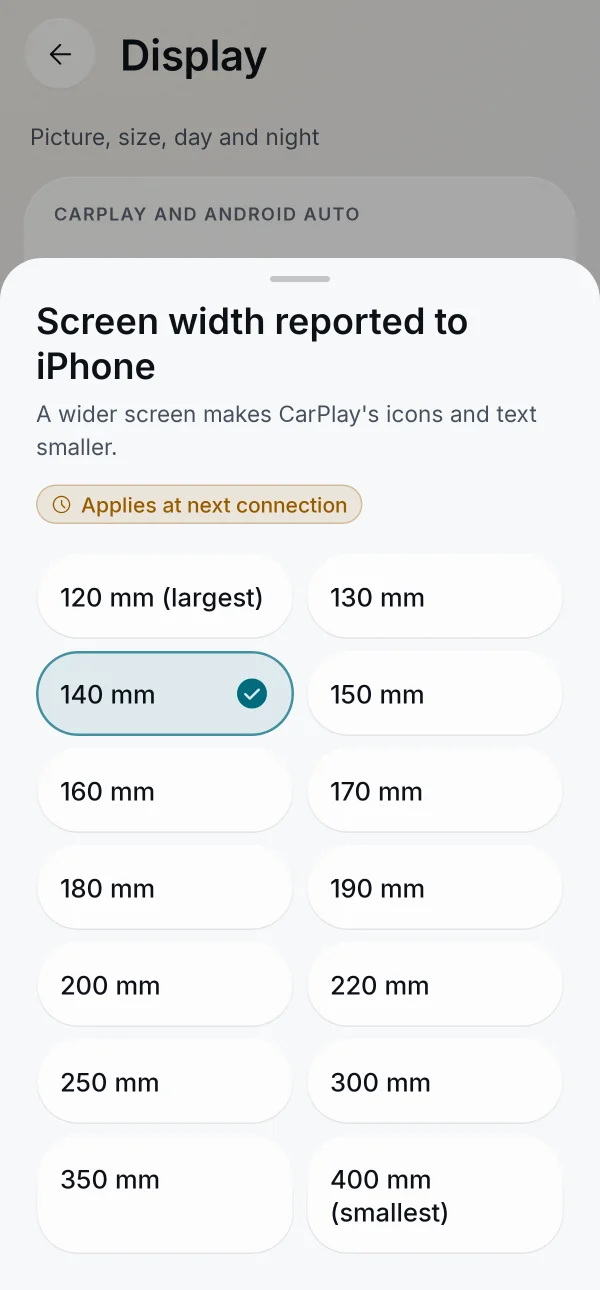 Display
Picture, size, day and night
CARPLAY AND ANDROID AUTO
Screen width reported to
iPhone
A wider screen makes CarPlay's icons and text
smaller.
Applies at next connection
120 mm (largest)
130 mm
140 mm
150 mm
160 mm
170 mm
180 mm
190 mm
200 mm
220 mm
250 mm
300 mm
350 mm
400 mm
(smallest)